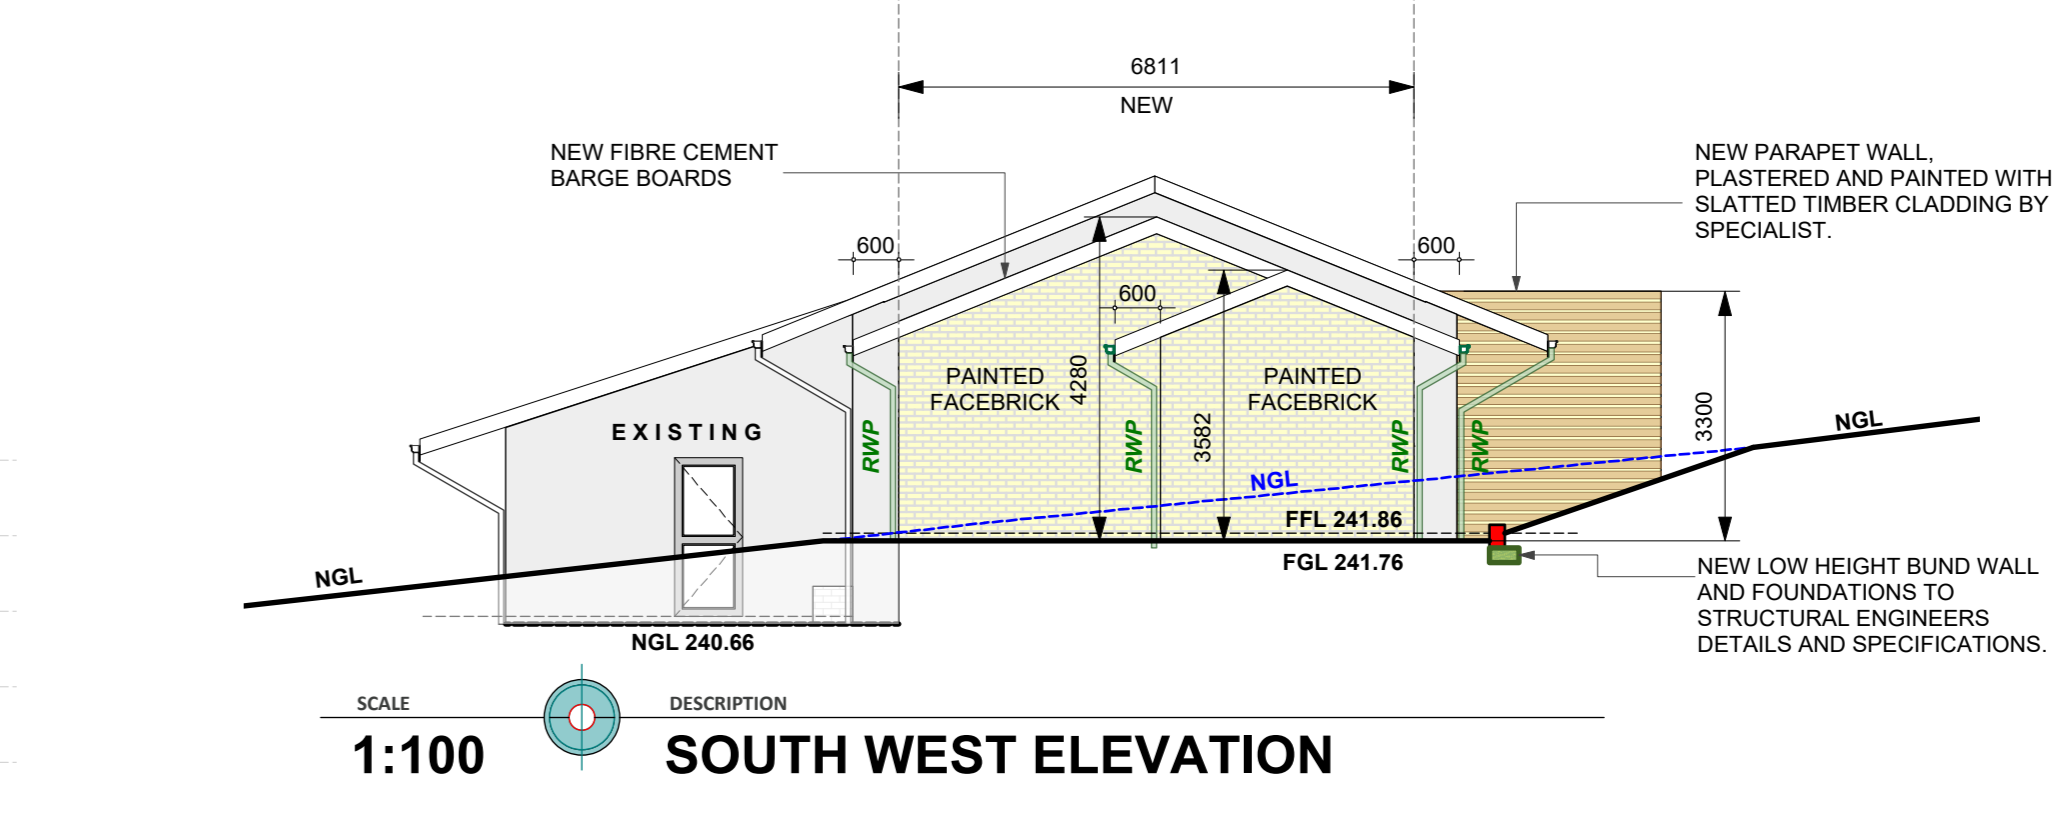 6811
NEW
NEW FIBRE CEMENT
BARGE BOARDS
NEW PARAPET WALL,
PLASTERED AND PAINTED WITH
SLATTED TIMBER CLADDING BY
SPECIALIST.
600
600
600
4280
3582
3300
PAINTED
FACEBRICK
PAINTED
FACEBRICK
EXISTING
RWP
RWP
RWP
RWP
NGL
NGL
NGL
FFL 241.86
FGL 241.76
NGL 240.66
NEW LOW HEIGHT BUND WALL
AND FOUNDATIONS TO
STRUCTURAL ENGINEERS
DETAILS AND SPECIFICATIONS.
SCALE
DESCRIPTION
1:100
SOUTH WEST ELEVATION